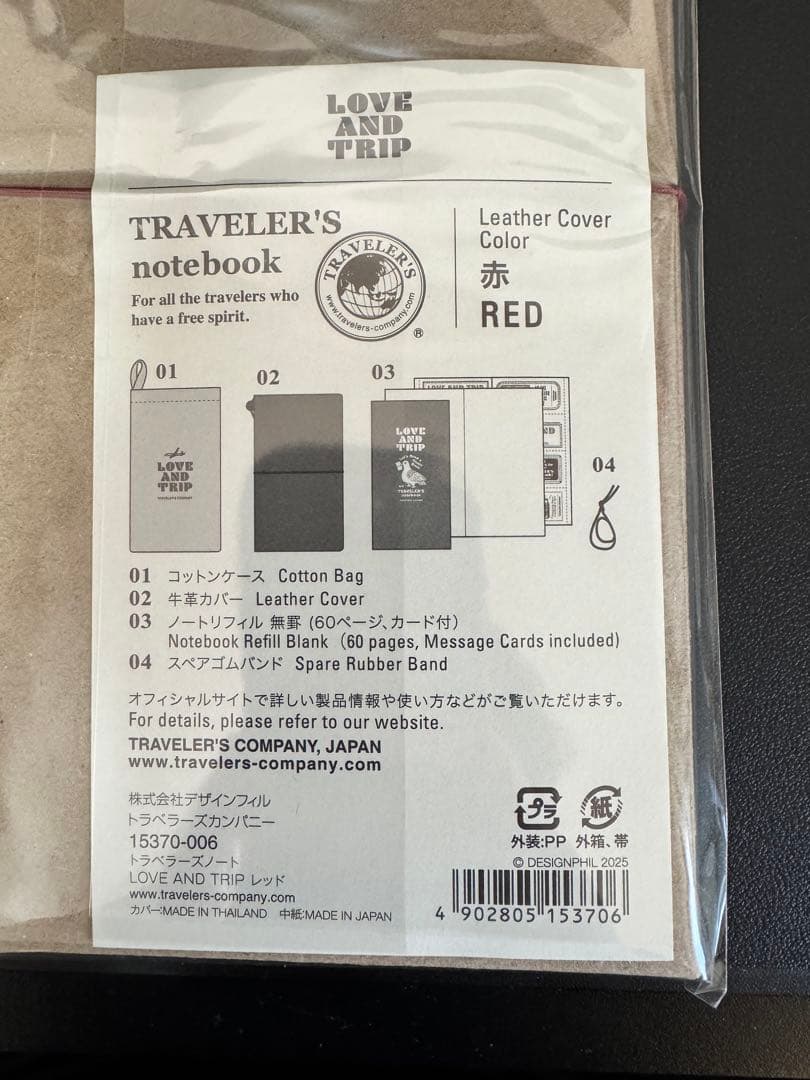 LOVE
AND
TRIP
TRAVELER'S
notebook
For all the travelers who
have a free spirit.
TRAVELER'S
www.travelers-company.com
®
Leather Cover
Color
赤
RED
01
02
03
04
LOVE
AND
TRIP
LOVE
AND
TRIP
TRAVELER'S
LOVE AND TRIP
01 コットンケース Cotton Bag
02 牛革カバー Leather Cover
03 ノートリフィル 無罫 (60ページ、カード付)
Notebook Refill Blank (60 pages, Message Cards included)
04 スペアゴムバンド Spare Rubber Band
オフィシャルサイトで詳しい製品情報や使い方などがご覧いただけます。
For details, please refer to our website.
TRAVELER'S COMPANY, JAPAN
www.travelers-company.com
株式会社デザインフィル
トラベラーズカンパニー
15370-006
トラベラーズノート
LOVE AND TRIP レッド
www.travelers-company.com
カバー:MADE IN THAILAND 中紙:MADE IN JAPAN
プラ
紙
外装:PP 外箱、帯
© DESIGNPHIL 2025
4 902805 153706